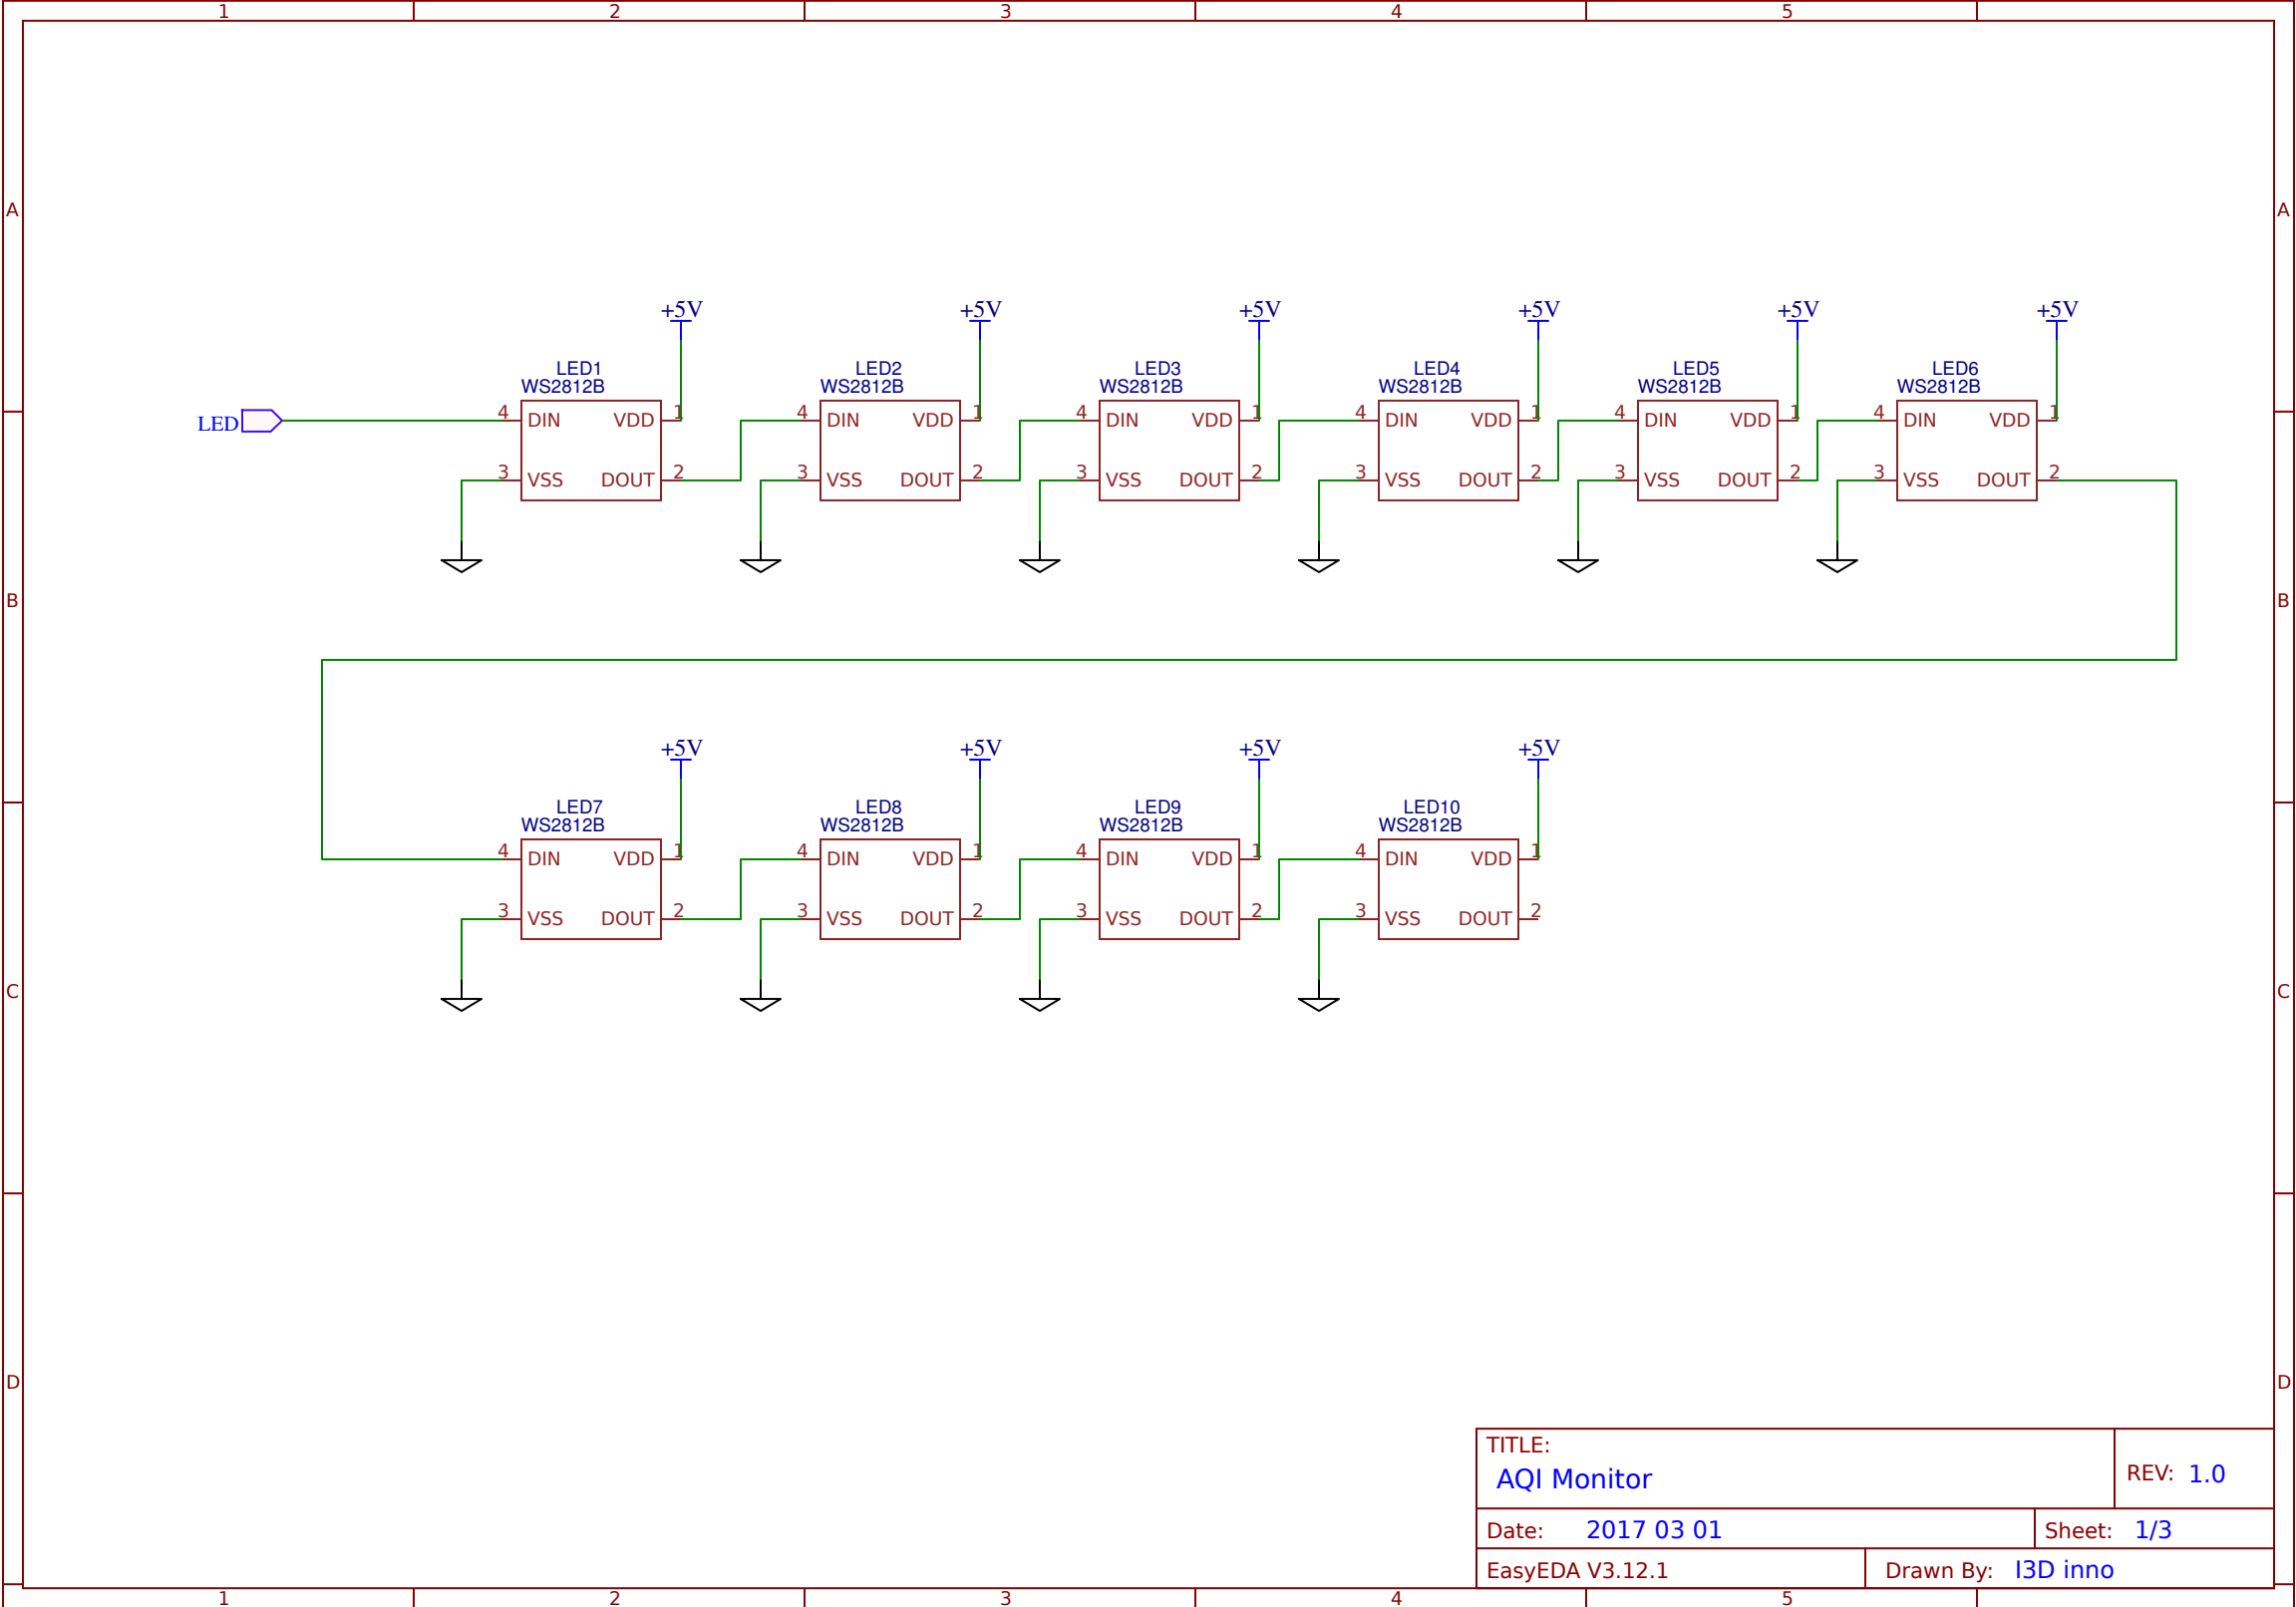 1 2 3 4 5
A A
+5V +5V +5V +5V +5V +5V
LED1 LED2 LED3 LED4 LED5 LED6
WS2812B WS2812B WS2812B WS2812B WS2812B WS2812B
LED 4 DIN VDD 1 4 DIN VDD 1 4 DIN VDD 1 4 DIN VDD 1 4 DIN VDD 1 4 DIN VDD 1
3 VSS DOUT 2 3 VSS DOUT 2 3 VSS DOUT 2 3 VSS DOUT 2 3 VSS DOUT 2 3 VSS DOUT 2
B B
+5V +5V +5V +5V
LED7 LED8 LED9 LED10
WS2812B WS2812B WS2812B WS2812B
4 DIN VDD 1 4 DIN VDD 1 4 DIN VDD 1 4 DIN VDD 1
3 VSS DOUT 2 3 VSS DOUT 2 3 VSS DOUT 2 3 VSS DOUT 2
C C
D D
TITLE:
AQI Monitor
REV: 1.0
Date: 2017 03 01
Sheet: 1/3
EasyEDA V3.12.1
Drawn By: I3D inno
1 2 3 4 5